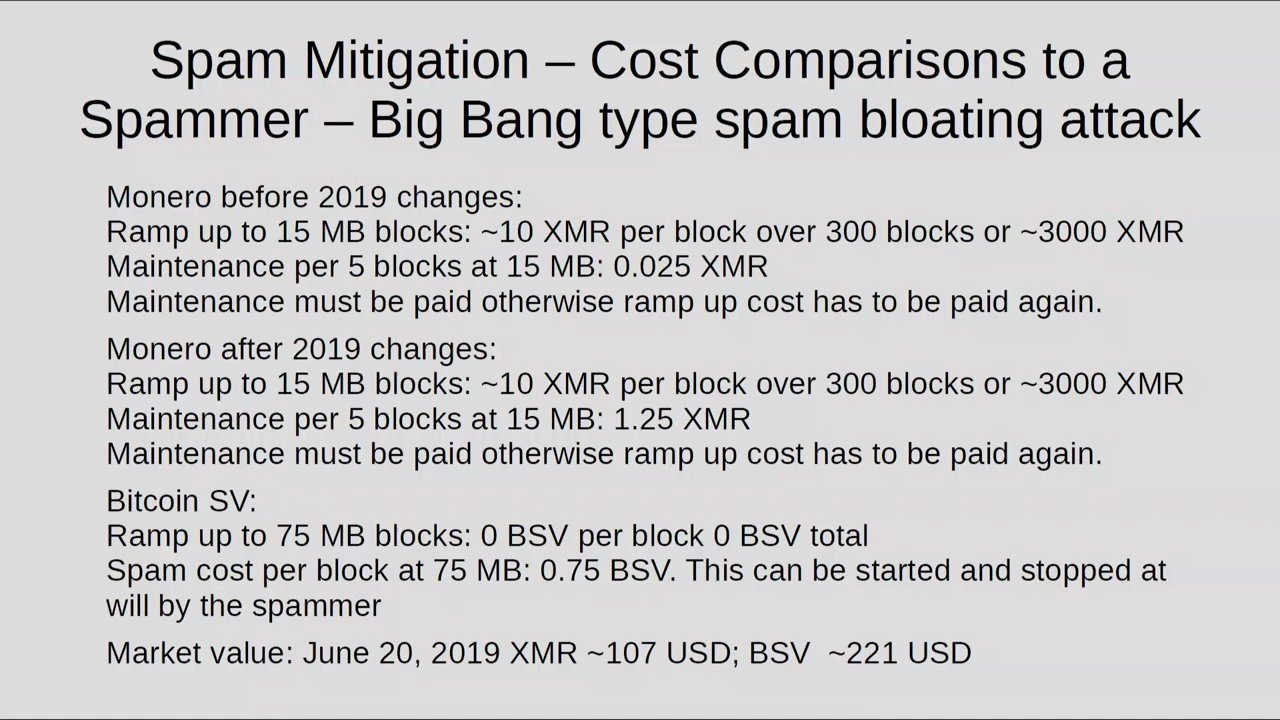 Spam Mitigation – Cost Comparisons to a
Spammer – Big Bang type spam bloating attack
Monero before 2019 changes:
Ramp up to 15 MB blocks: ~10 XMR per block over 300 blocks or ~3000 XMR
Maintenance per 5 blocks at 15 MB: 0.025 XMR
Maintenance must be paid otherwise ramp up cost has to be paid again.
Monero after 2019 changes:
Ramp up to 15 MB blocks: ~10 XMR per block over 300 blocks or ~3000 XMR
Maintenance per 5 blocks at 15 MB: 1.25 XMR
Maintenance must be paid otherwise ramp up cost has to be paid again.
Bitcoin SV:
Ramp up to 75 MB blocks: 0 BSV per block 0 BSV total
Spam cost per block at 75 MB: 0.75 BSV. This can be started and stopped at
will by the spammer
Market value: June 20, 2019 XMR ~107 USD; BSV  ~221 USD